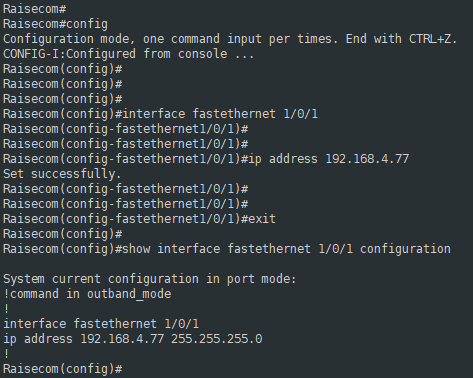 Raisecom#
Raisecom#config
Configuration mode, one command input per times. End with CTRL+Z.
CONFIG-I:Configured from console ...
Raisecom(config)#
Raisecom(config)#
Raisecom(config)#
Raisecom(config)#interface fastethernet 1/0/1
Raisecom(config-fastethernet1/0/1)#
Raisecom(config-fastethernet1/0/1)#
Raisecom(config-fastethernet1/0/1)#ip address 192.168.4.77
Set successfully.
Raisecom(config-fastethernet1/0/1)#
Raisecom(config-fastethernet1/0/1)#
Raisecom(config-fastethernet1/0/1)#exit
Raisecom(config)#
Raisecom(config)#show interface fastethernet 1/0/1 configuration
System current configuration in port mode:
!command in outband_mode
!
interface fastethernet 1/0/1
ip address 192.168.4.77 255.255.255.0
!
Raisecom(config)#